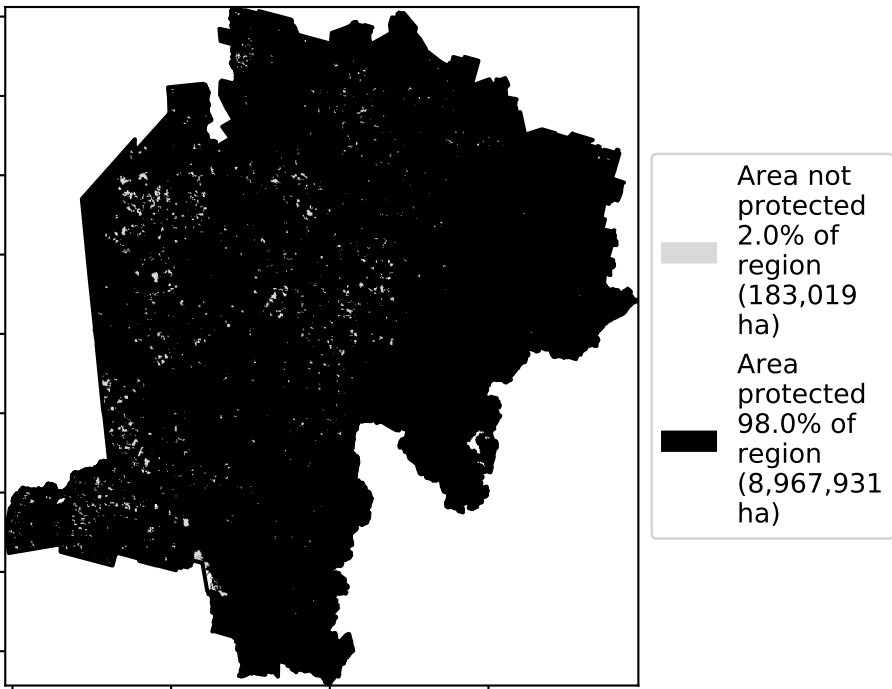 Area not
protected
2.0% of
region
(183,019
ha)
Area
protected
98.0% of
region
(8,967,931
ha)